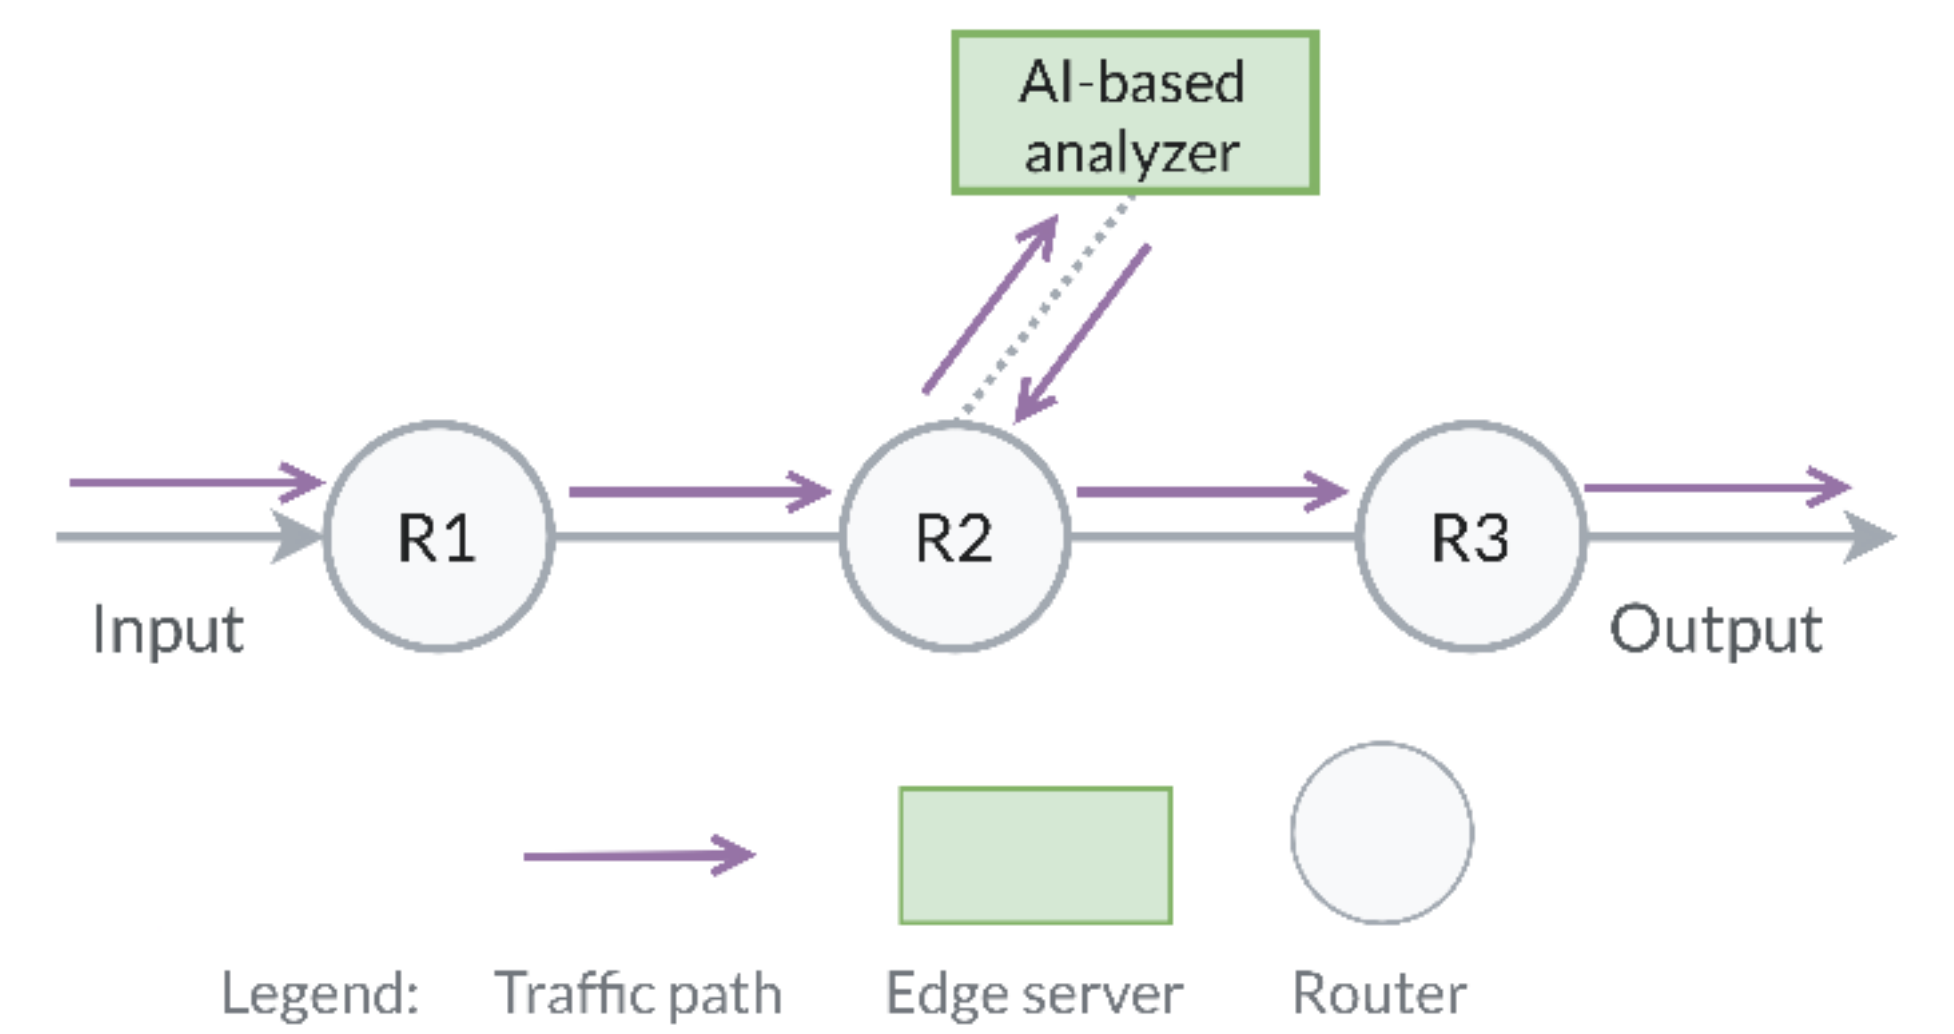 AI-based
analyzer
R1
R2
R3
Input
Output
Legend:
Traffic path
Edge server
Router